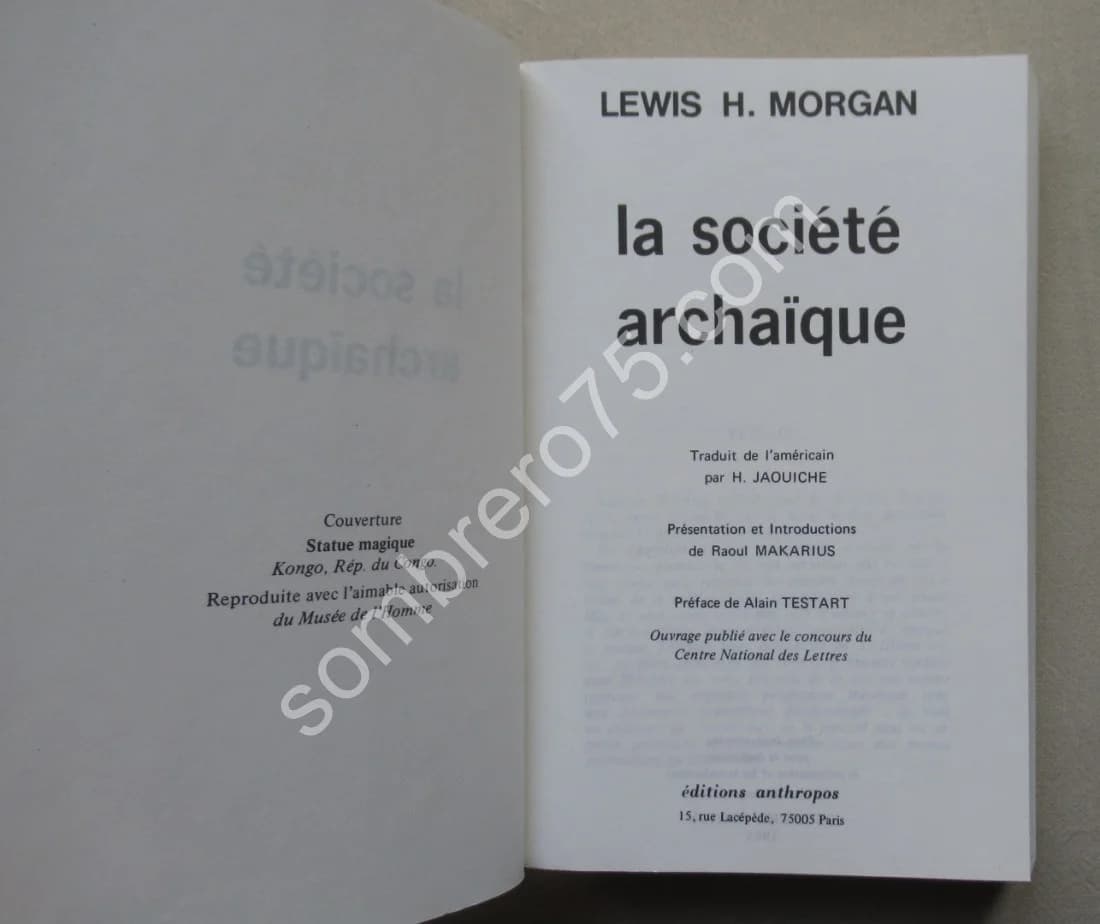 la société
archaïque
Couverture
Statue magique
Kongo, Rép. du Congo.
Reproduite avec l'aimable autorisation
du Musée de l'Homme
LEWIS H. MORGAN
la société
archaïque
Traduit de l'américain
par H. JAOUICHE
Présentation et Introductions
de Raoul MAKARIUS
Préface de Alain TESTART
Ouvrage publié avec le concours du
Centre National des Lettres
éditions anthropos
15, rue Lacépède, 75005 Paris
sombrero75.com